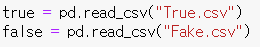 true = pd.read_csv("True.csv")
false = pd.read_csv("Fake.csv")